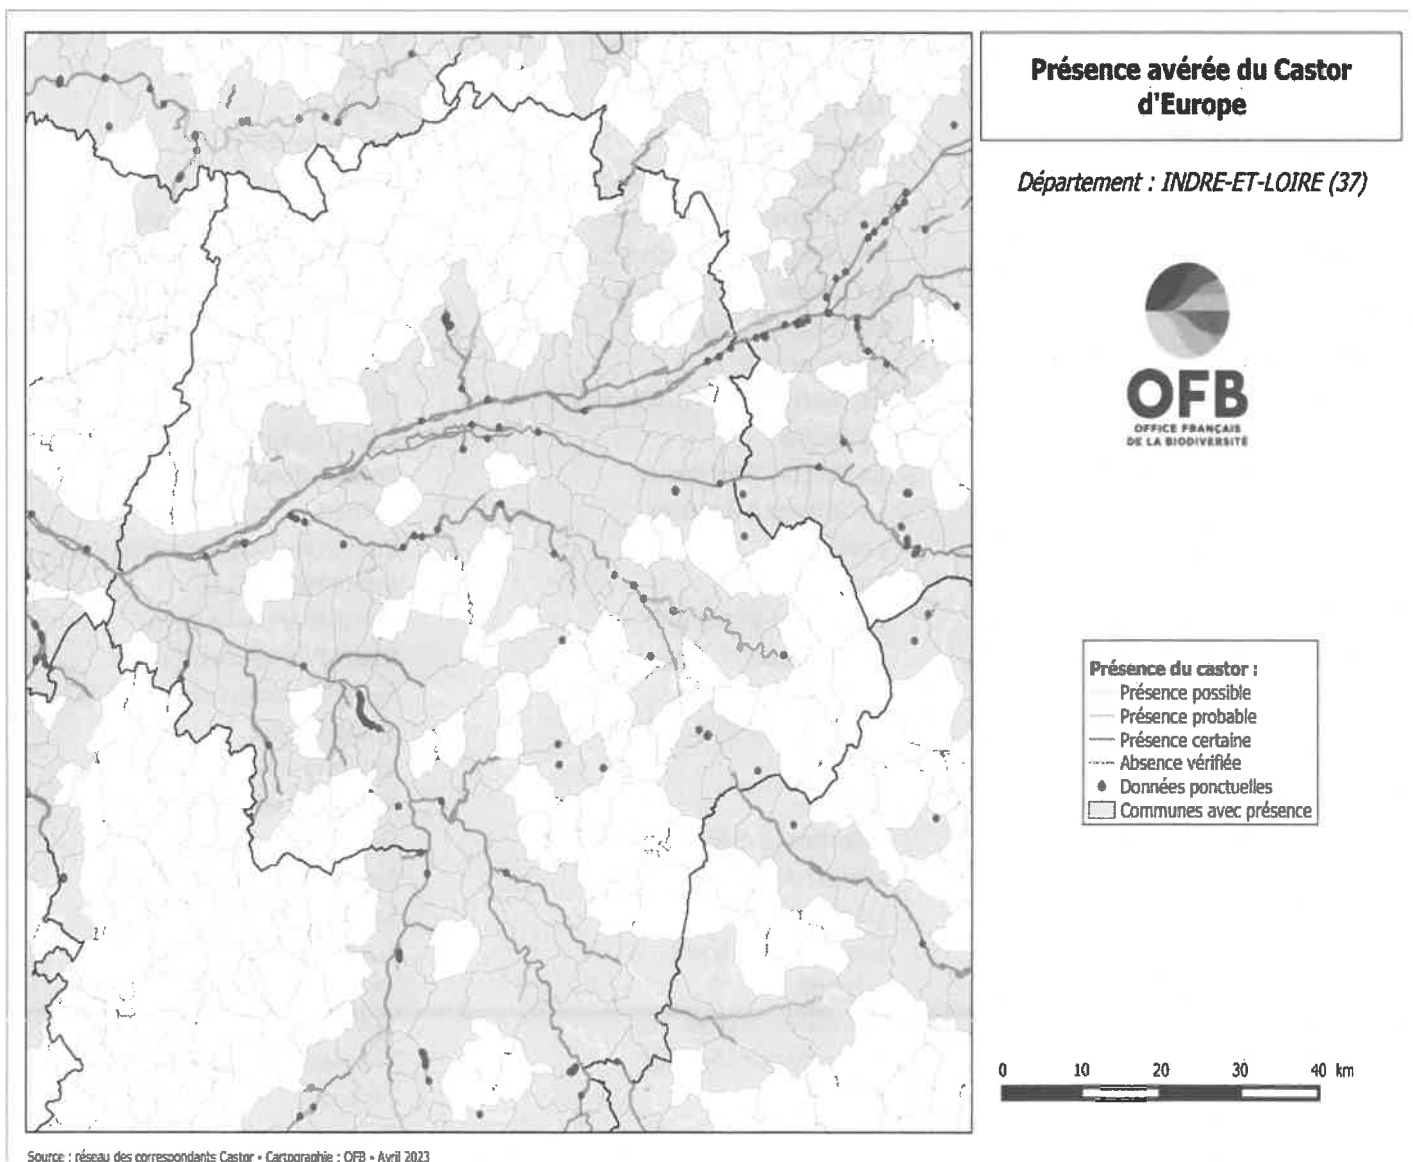 Présence avérée du Castor
d'Europe
Département : INDRE-ET-LOIRE (37)
OFB
OFFICE FRANÇAIS
DE LA BIODIVERSITÉ
Présence du castor :
Présence possible
Présence probable
Présence certaine
Absence vérifiée
Données ponctuelles
Communes avec présence
0 10 20 30 40 km
Source : réseau des correspondants Castor - Cartographie : OFB - Avril 2023